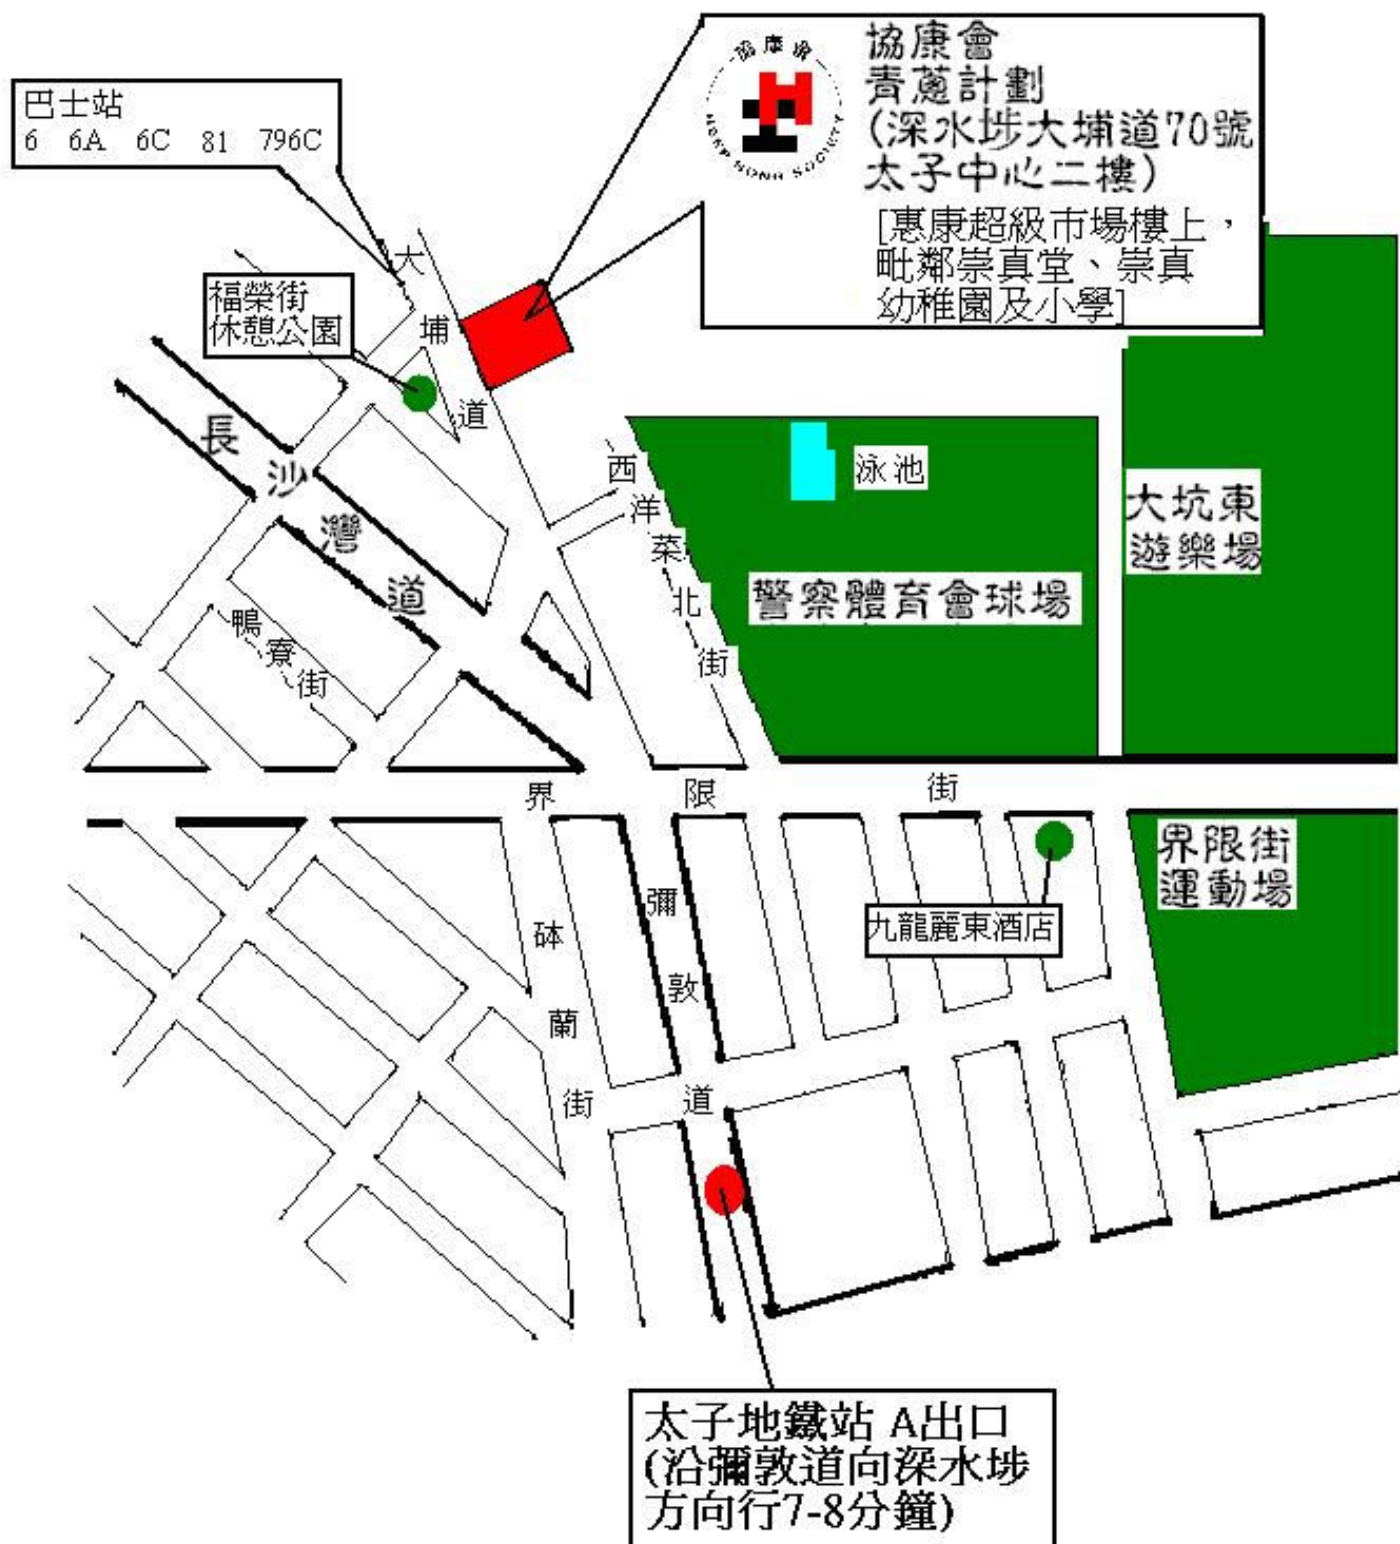 協康會
青蔥計劃
(深水埗大埔道70號
太子中心二樓)
[惠康超級市場樓上，
毗鄰崇真堂、崇真
幼稚園及小學]
協康會
HEEP HONG SOCIETY
巴士站
6 6A 6C 81 796C
福榮街
休憩公園
大埔道
長沙灣道
鴨寮街
西洋菜北街
泳池
警察體育會球場
大坑東
遊樂場
界限街
界限街
運動場
九龍麗東酒店
砵蘭街
彌敦道
太子地鐵站 A出口
(沿彌敦道向深水埗
方向行7-8分鐘)